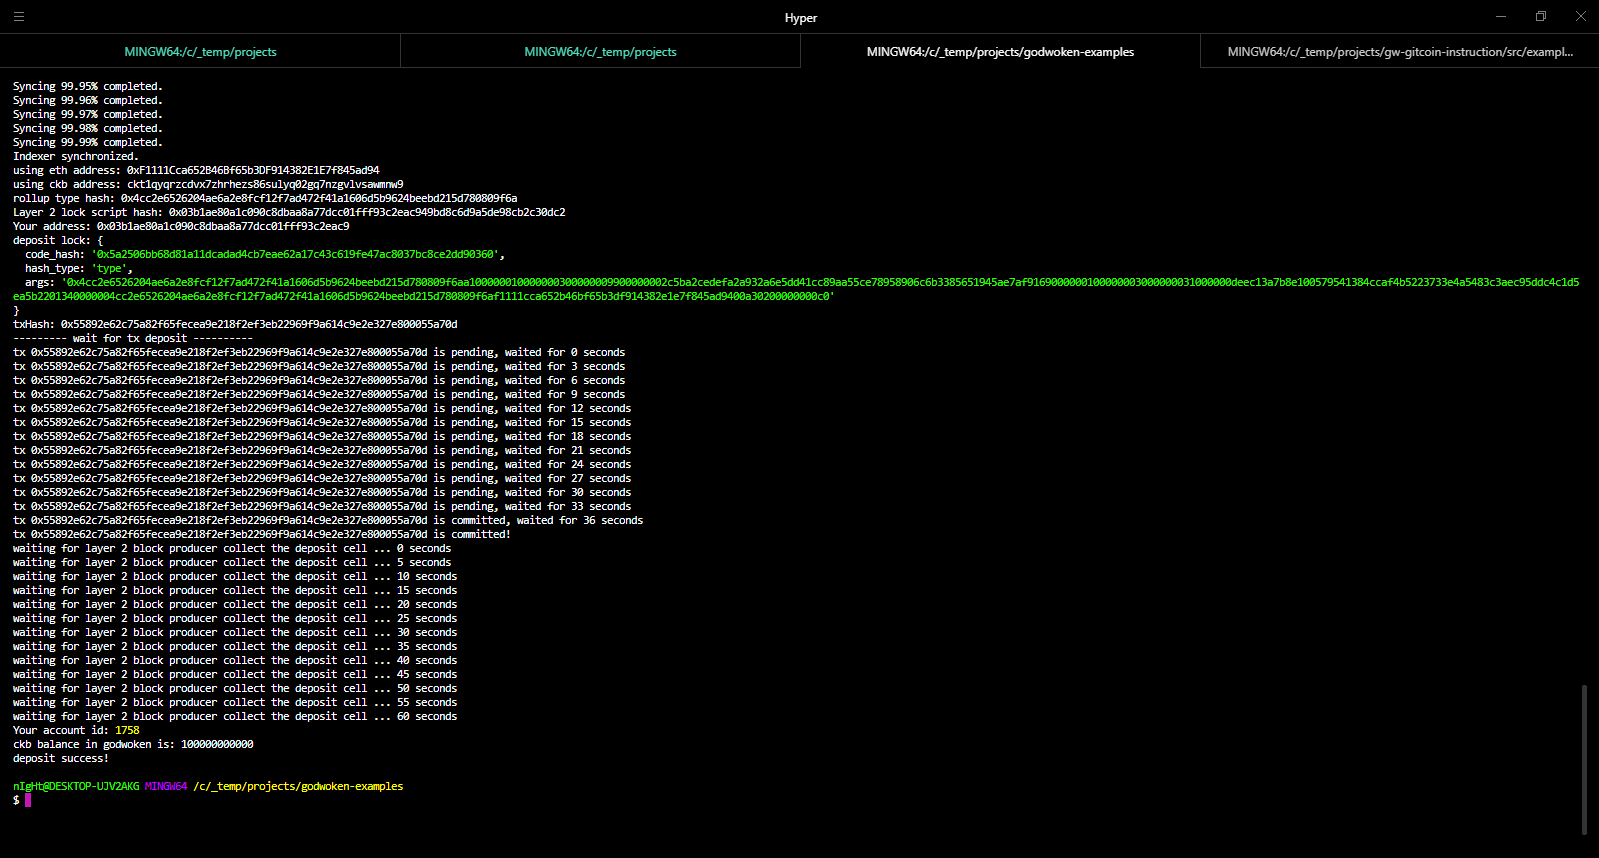 Hyper
MINGW64:/c/_temp/projects
MINGW64:/c/_temp/projects
MINGW64:/c/_temp/projects/godwoken-examples
MINGW64:/c/_temp/projects/gw-gitcoin-instruction/src/exampl...
Syncing 99.95% completed.
Syncing 99.96% completed.
Syncing 99.97% completed.
Syncing 99.98% completed.
Syncing 99.99% completed.
Indexer synchronized.
using eth address: 0xF1111Cca652B46Bf65b3DF914382E1E7f845ad94
using ckb address: ckt1qyqrzcdvx7zhrhezs86sulyq02gq7nzgvlvsawmnw9
rollup type hash: 0x4cc2e6526204ae6a2e8fcf12f7ad472f41a1606d5b9624beebd215d780809f6a
Layer 2 lock script hash: 0x03b1ae80a1c090c8dbaa8a77dcc01fff93c2eac949bd8c6d9a5de98cb2c30dc2
Your address: 0x03b1ae80a1c090c8dbaa8a77dcc01fff93c2eac9
deposit lock: {
code_hash: '0x5a2506bb68d81a11dcadad4cb7eae62a17c43c619fe47ac8037bc8ce2dd90360',
hash_type: 'type',
args: '0x4cc2e6526204ae6a2e8fcf12f7ad472f41a1606d5b9624beebd215d780809f6aa10000001000000030000000099000000002c5ba2cedefa2a932a6e5dd41cc89aa55ce78958906c6b3385651945ae7af91690000000100000003000000031000000deec13a7b8e100579541384ccaf4b5223733e4a5483c3aec95ddc4c1d5
ea5b2201340000004cc2e6526204ae6a2e8fcf12f7ad472f41a1606d5b9624beebd215d780809f6af1111cca652b46bf65b3df914382e1e7f845ad9400a30200000000c0'
}
txHash: 0x55892e62c75a82f65fecea9e218f2ef3eb22969f9a614c9e2e327e800055a70d
--------- wait for tx deposit ----------
tx 0x55892e62c75a82f65fecea9e218f2ef3eb22969f9a614c9e2e327e800055a70d is pending, waited for 0 seconds
tx 0x55892e62c75a82f65fecea9e218f2ef3eb22969f9a614c9e2e327e800055a70d is pending, waited for 3 seconds
tx 0x55892e62c75a82f65fecea9e218f2ef3eb22969f9a614c9e2e327e800055a70d is pending, waited for 6 seconds
tx 0x55892e62c75a82f65fecea9e218f2ef3eb22969f9a614c9e2e327e800055a70d is pending, waited for 9 seconds
tx 0x55892e62c75a82f65fecea9e218f2ef3eb22969f9a614c9e2e327e800055a70d is pending, waited for 12 seconds
tx 0x55892e62c75a82f65fecea9e218f2ef3eb22969f9a614c9e2e327e800055a70d is pending, waited for 15 seconds
tx 0x55892e62c75a82f65fecea9e218f2ef3eb22969f9a614c9e2e327e800055a70d is pending, waited for 18 seconds
tx 0x55892e62c75a82f65fecea9e218f2ef3eb22969f9a614c9e2e327e800055a70d is pending, waited for 21 seconds
tx 0x55892e62c75a82f65fecea9e218f2ef3eb22969f9a614c9e2e327e800055a70d is pending, waited for 24 seconds
tx 0x55892e62c75a82f65fecea9e218f2ef3eb22969f9a614c9e2e327e800055a70d is pending, waited for 27 seconds
tx 0x55892e62c75a82f65fecea9e218f2ef3eb22969f9a614c9e2e327e800055a70d is pending, waited for 30 seconds
tx 0x55892e62c75a82f65fecea9e218f2ef3eb22969f9a614c9e2e327e800055a70d is pending, waited for 33 seconds
tx 0x55892e62c75a82f65fecea9e218f2ef3eb22969f9a614c9e2e327e800055a70d is committed, waited for 36 seconds
tx 0x55892e62c75a82f65fecea9e218f2ef3eb22969f9a614c9e2e327e800055a70d is committed!
waiting for layer 2 block producer collect the deposit cell ... 0 seconds
waiting for layer 2 block producer collect the deposit cell ... 5 seconds
waiting for layer 2 block producer collect the deposit cell ... 10 seconds
waiting for layer 2 block producer collect the deposit cell ... 15 seconds
waiting for layer 2 block producer collect the deposit cell ... 20 seconds
waiting for layer 2 block producer collect the deposit cell ... 25 seconds
waiting for layer 2 block producer collect the deposit cell ... 30 seconds
waiting for layer 2 block producer collect the deposit cell ... 35 seconds
waiting for layer 2 block producer collect the deposit cell ... 40 seconds
waiting for layer 2 block producer collect the deposit cell ... 45 seconds
waiting for layer 2 block producer collect the deposit cell ... 50 seconds
waiting for layer 2 block producer collect the deposit cell ... 55 seconds
waiting for layer 2 block producer collect the deposit cell ... 60 seconds
Your account id: 1758
ckb balance in godwoken is: 100000000000
deposit success!
nIgHt@DESKTOP-UJV2AKG MINGW64 /c/_temp/projects/godwoken-examples
$